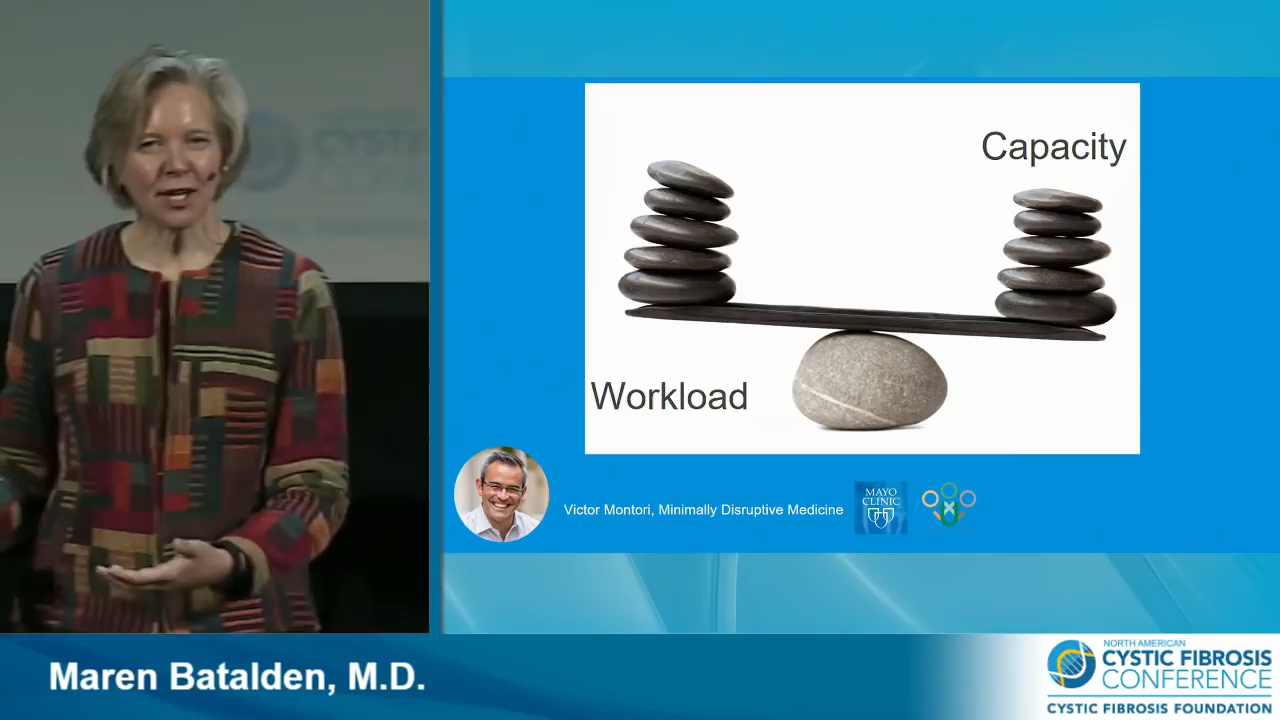 CYSTIC
Capacity
Workload
Victor Montori, Minimally Disruptive Medicine
MAYO
CLINIC
Maren Batalden, M.D.
NORTH AMERICAN
CYSTIC FIBROSIS
CONFERENCE
CYSTIC FIBROSIS FOUNDATION